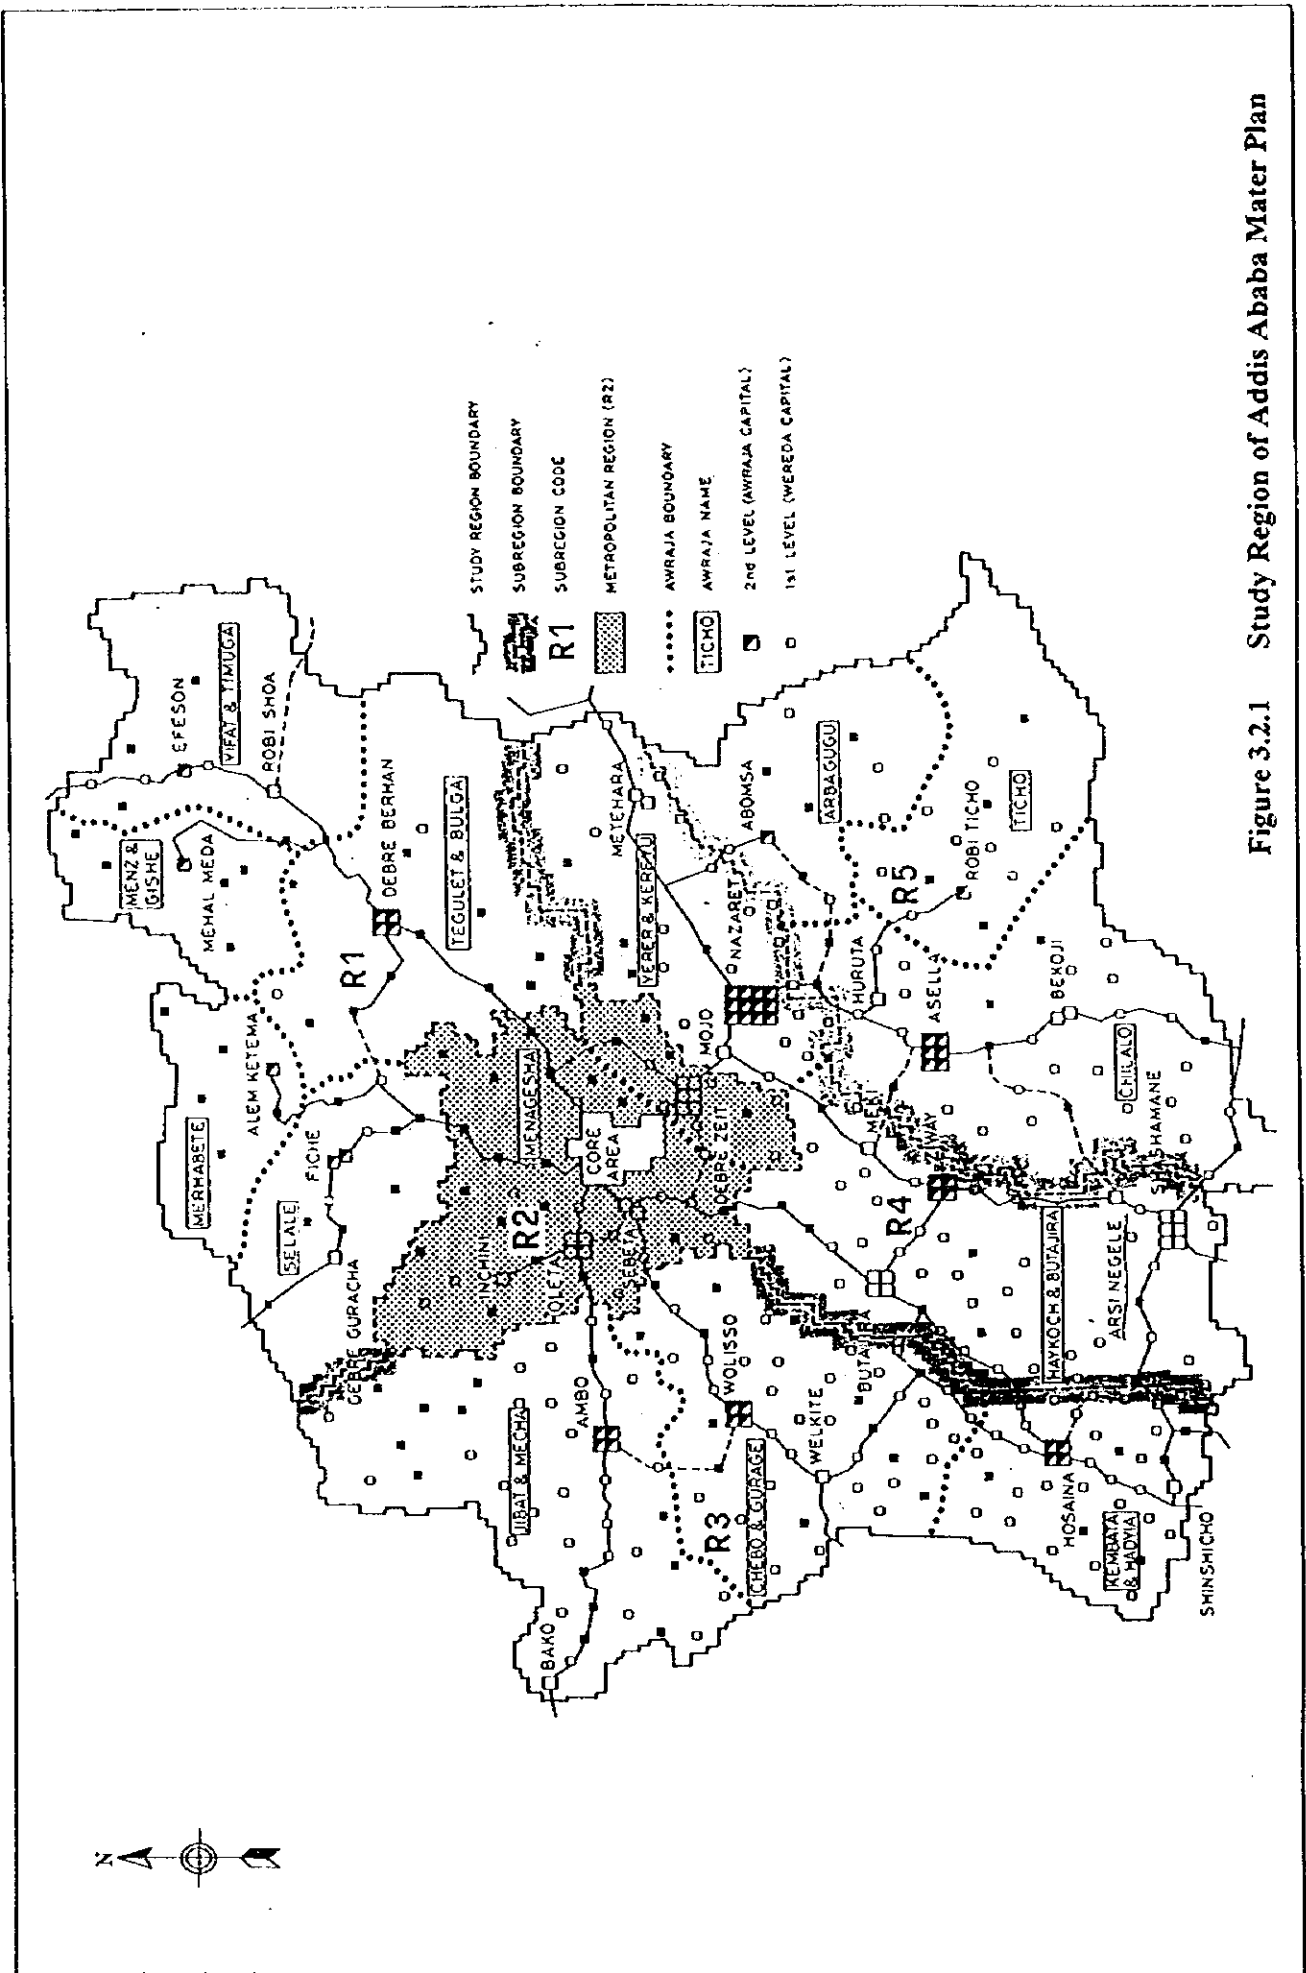 N
MERHABETE
ALEM KETEMA
MENZ &
GISHE
MEHAL MEDA
EFESON
YIFAT & TIMUGA
ROBI SHOA
SELALE
FICHE
R1
DEBRE BERHAN
TEGULET & BULGA
DEBRE GURACHA
INCHINI
R2
MENAGESHA
JIBAT & MECHA
AMBO
HOLETA
CORE
AREA
BAKO
SEBETA
METEHARA
YERER & KEREYU
R3
WOLISSO
DEBRE ZEIT
MOJO
NAZARET
ABOMSA
CHEBO & GURAGE
WELKITE
BUTAJIRA
R4
MEKI
ZIWAY
HURUTA
ASELLA
R5
ARBAGUGU
ROBI TICHO
TICHO
HOSAINA
HAYKOCH & BUTAJIRA
BEKOJI
KEMBATA
& HADYIA
ARSI NEGELE
CHILALO
SHASHAMANE
SHINSHICHO
STUDY REGION BOUNDARY
SUBREGION BOUNDARY
R1
SUBREGION CODE
METROPOLITAN REGION (R2)
AWRAJA BOUNDARY
TICHO
AWRAJA NAME
2nd LEVEL (AWRAJA CAPITAL)
1st LEVEL (WEREDA CAPITAL)
Figure 3.2.1 Study Region of Addis Ababa Mater Plan